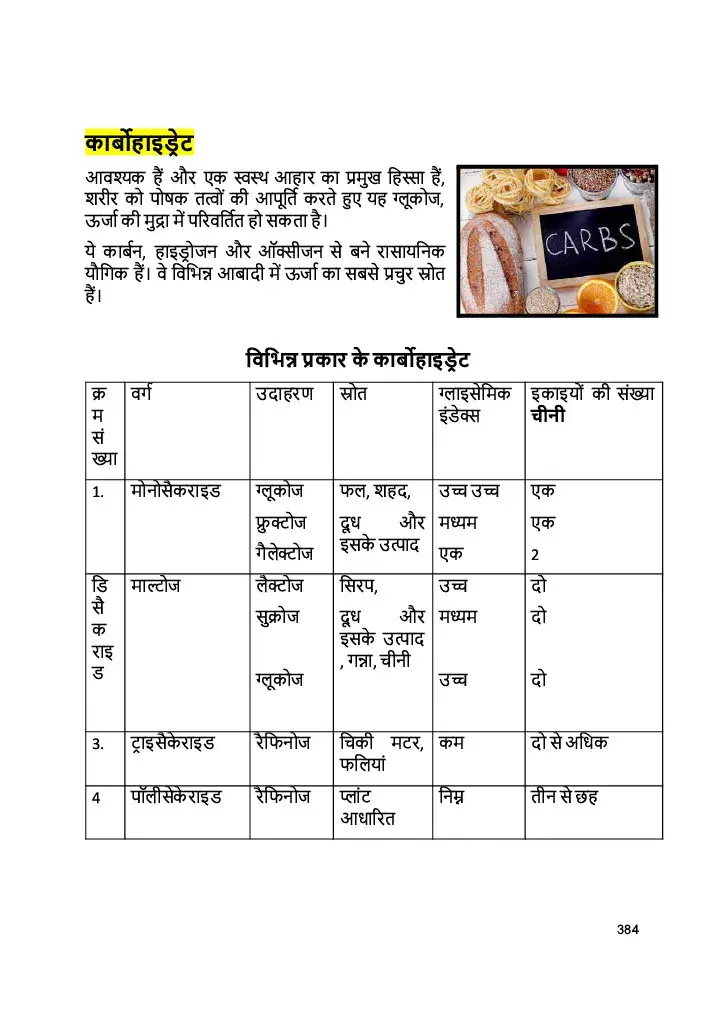 कार्बोहाइड्रेट
आवश्यक हैं और एक स्वस्थ आहार का प्रमुख हिस्सा हैं,
शरीर को पोषक तत्वों की आपूर्ति करते हुए यह ग्लूकोज,
ऊर्जा की मुद्रा में परिवर्तित हो सकता है।
ये कार्बन, हाइड्रोजन और ऑक्सीजन से बने रासायनिक
यौगिक हैं। वे विभिन्न आबादी में ऊर्जा का सबसे प्रचुर स्रोत
हैं।
CARBS
विभिन्न प्रकार के कार्बोहाइड्रेट
क्र वर्ग उदाहरण स्रोत ग्लाइसेमिक इकाइयों की संख्या
म इंडेक्स चीनी
सं
ख्या
1. मोनोसैकराइड ग्लूकोज फल, शहद, उच्च उच्च एक
फ्रुक्टोज दूध और मध्यम एक
इसके उत्पाद
गैलेक्टोज एक 2
डि माल्टोज लैक्टोज सिरप, उच्च दो
सै सुक्रोज दूध और मध्यम दो
क इसके उत्पाद
राइ , गन्ना, चीनी
ड ग्लूकोज उच्च दो
3. ट्राइसैकेराइड रैफिनोज चिकी मटर, कम दो से अधिक
फलियां
4 पॉलीसेकेराइड रैफिनोज प्लांट निम्न तीन से छह
आधारित
384